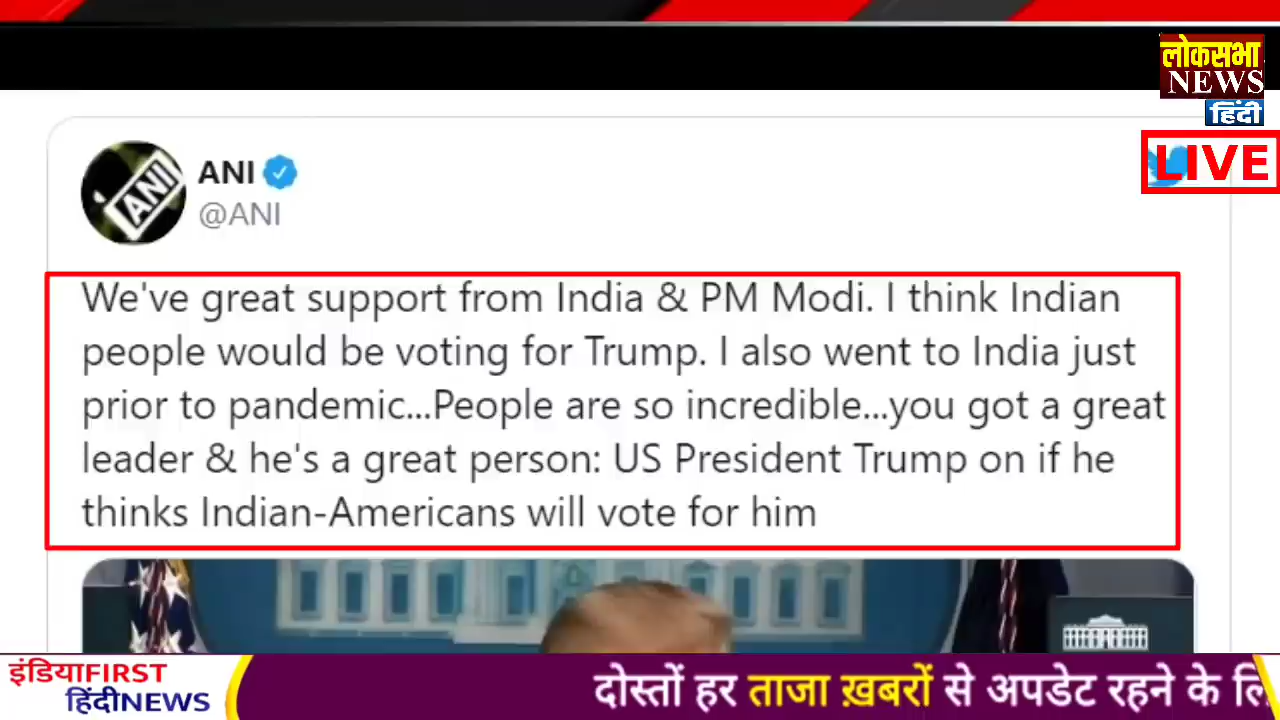 लोकसभा
NEWS
हिंदी
LIVE
ANI
ANI
@ANI
We've great support from India & PM Modi. I think Indian
people would be voting for Trump. I also went to India just
prior to pandemic...People are so incredible...you got a great
leader & he's a great person: US President Trump on if he
thinks Indian-Americans will vote for him
इंडियाFIRST
हिंदीNEWS
दोस्तों हर ताजा ख़बरों से अपडेट रहने के